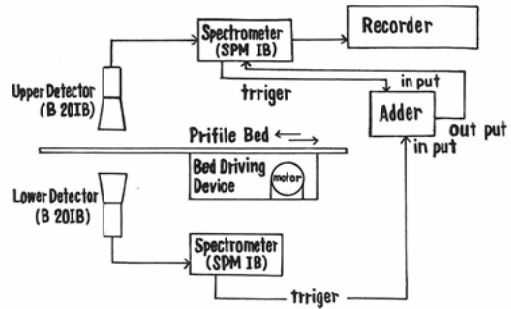 Spectrometer
(SPM IB)
Recorder
Upper Detector
(B 20IB)
trriger
in put
Adder
out put
in put
Prifile Bed
Bed Driving
Device
motor
Lower Detector
(B 20IB)
Spectrometer
(SPM IB)
trriger